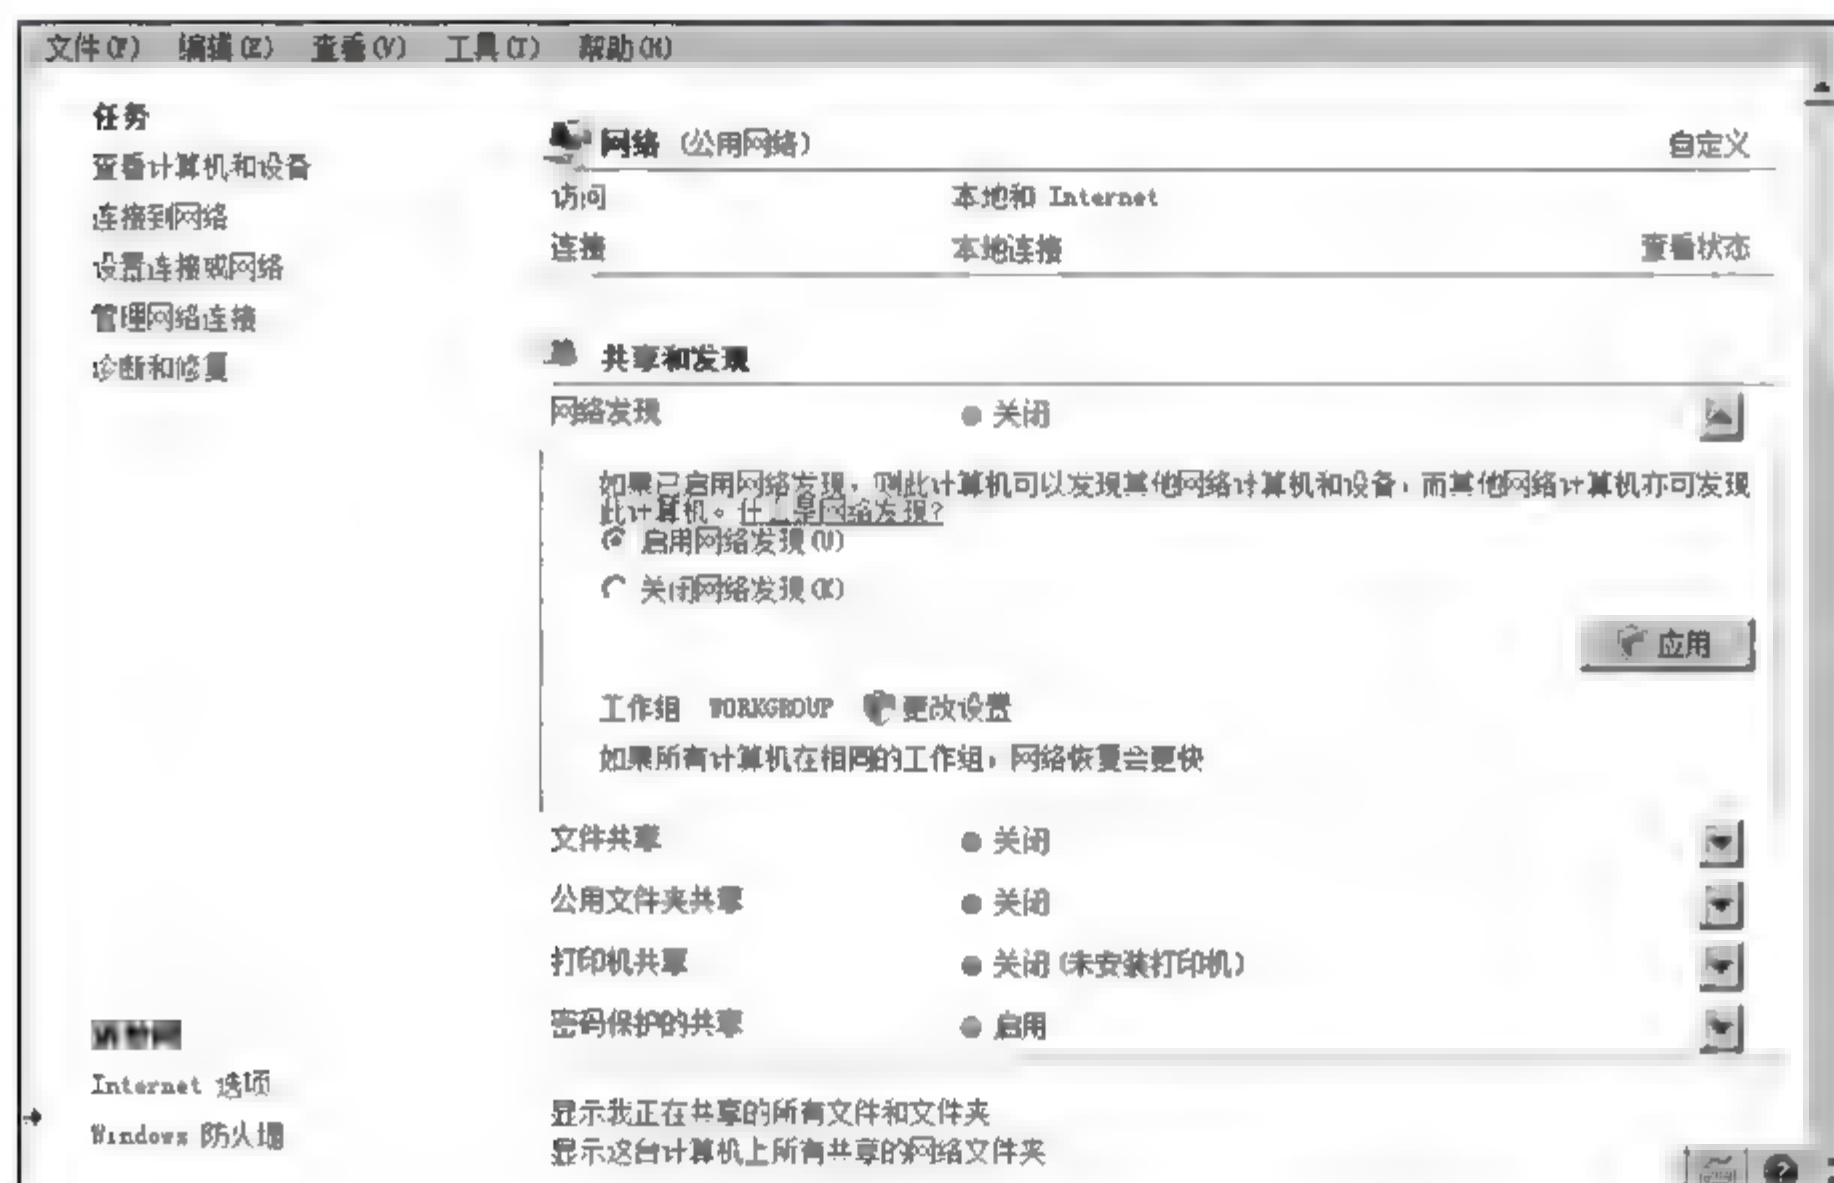 文件(F) 编辑(E) 查看(V) 工具(T) 帮助(H)
任务
查看计算机和设备
连接到网络
设置连接或网络
管理网络连接
诊断和修复
网络 (公用网络) 自定义
访问 本地和 Internet
连接 本地连接 查看状态
共享和发现
网络发现 关闭
如果已启用网络发现，则此计算机可以发现其他网络计算机和设备，而其他网络计算机亦可发现
此计算机。什么是网络发现?
启用网络发现(U)
关闭网络发现(K)
应用
工作组 WORKGROUP 更改设置
如果所有计算机在相同的工作组，网络恢复会更快
文件共享 关闭
公用文件夹共享 关闭
打印机共享 关闭 (未安装打印机)
密码保护的共享 启用
Internet 选项
Windows 防火墙
显示我正在共享的所有文件和文件夹
显示这台计算机上所有共享的网络文件夹